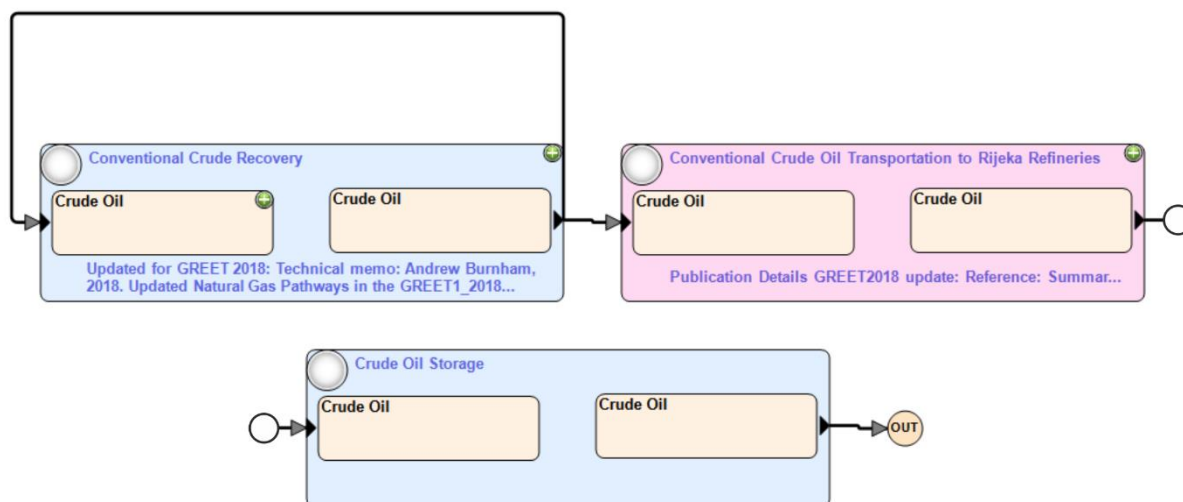 Conventional Crude Recovery
Crude Oil
Crude Oil
Updated for GREET 2018: Technical memo: Andrew Burnham,
2018. Updated Natural Gas Pathways in the GREET1_2018...
Conventional Crude Oil Transportation to Rijeka Refineries
Crude Oil
Crude Oil
Publication Details GREET2018 update: Reference: Summar...
Crude Oil Storage
Crude Oil
Crude Oil
OUT